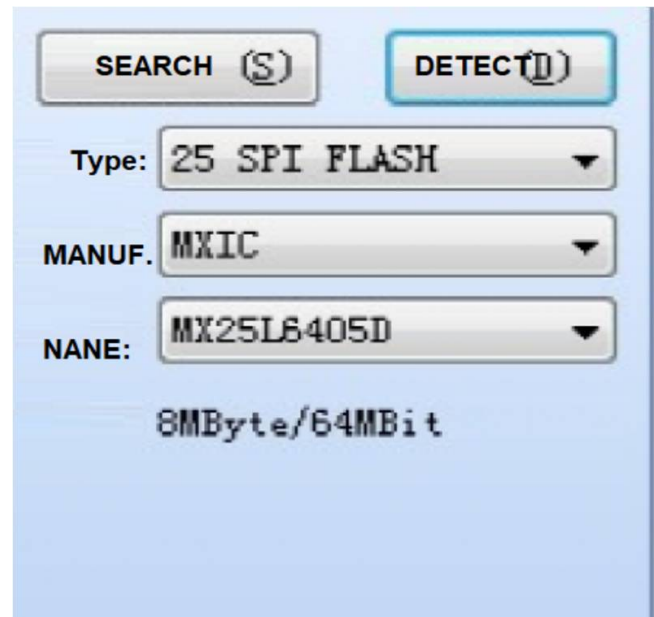 SEARCH (S) DETECT(D)
Type: 25 SPI FLASH
MANUF. MXIC
NANE: MX25L6405D
8MByte/64MBit